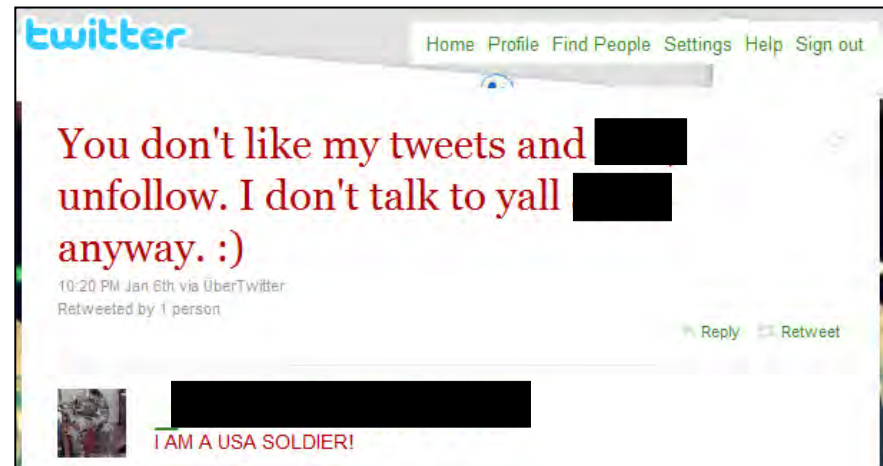 twitter
Home Profile Find People Settings Help Sign out
You don't like my tweets and
unfollow. I don't talk to yall
anyway. :)
10:20 PM Jan 6th via ÜberTwitter
Retweeted by 1 person
Reply Retweet
I AM A USA SOLDIER!